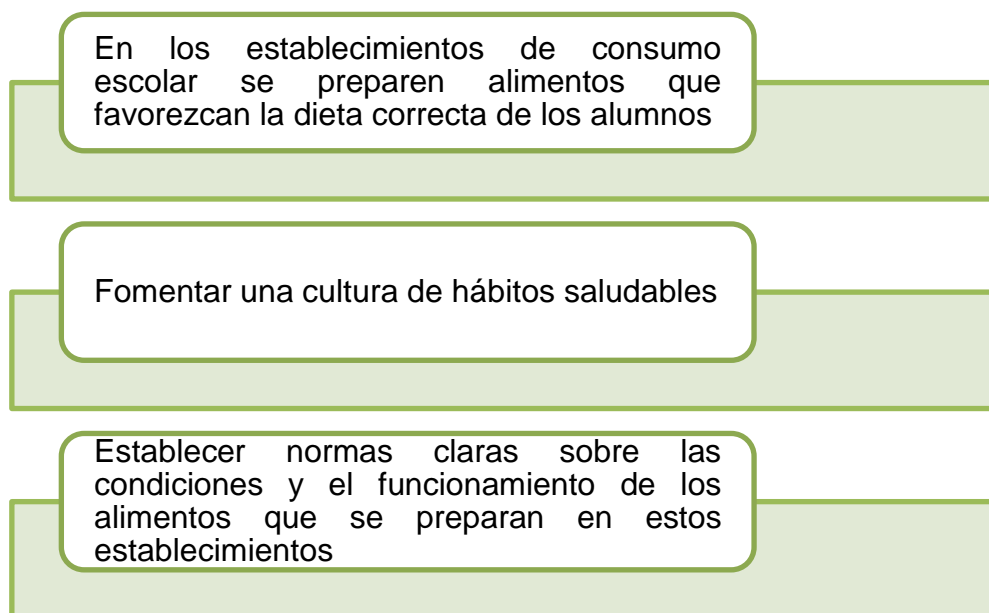 En los establecimientos de consumo
escolar se preparen alimentos que
favorezcan la dieta correcta de los alumnos
Fomentar una cultura de hábitos saludables
Establecer normas claras sobre las
condiciones y el funcionamiento de los
alimentos que se preparan en estos
establecimientos